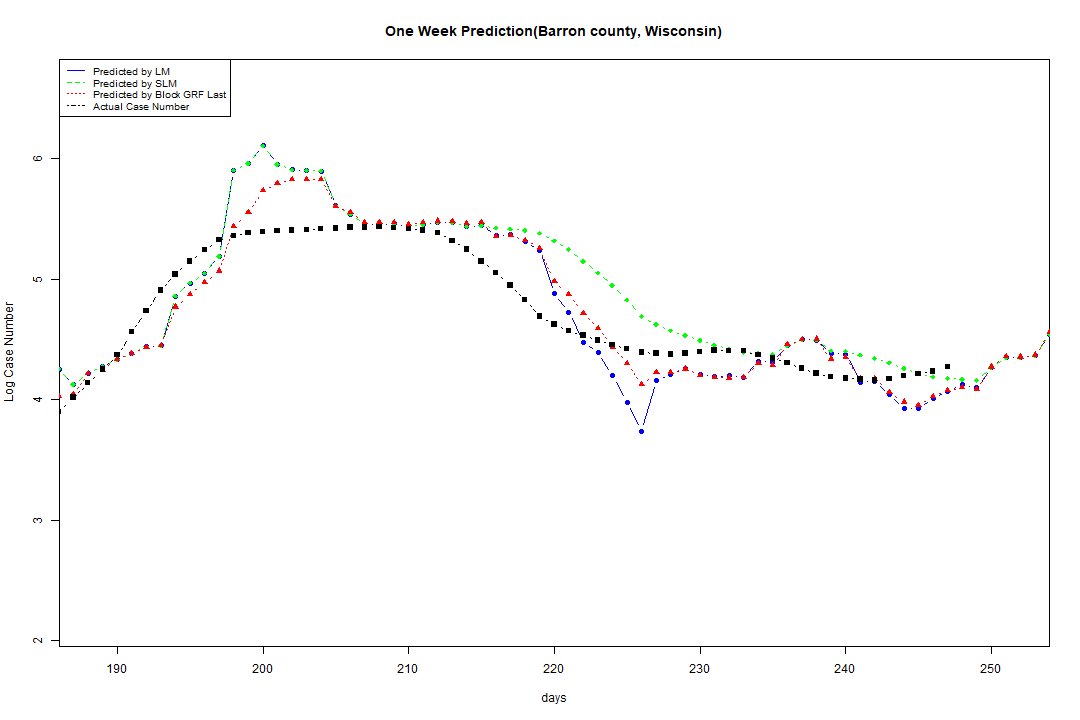 One Week Prediction(Barron county, Wisconsin)
Predicted by LM
Predicted by SLM
Predicted by Block GRF Last
Actual Case Number
6
5
4
3
2
Log Case Number
190 200 210 220 230 240 250
days